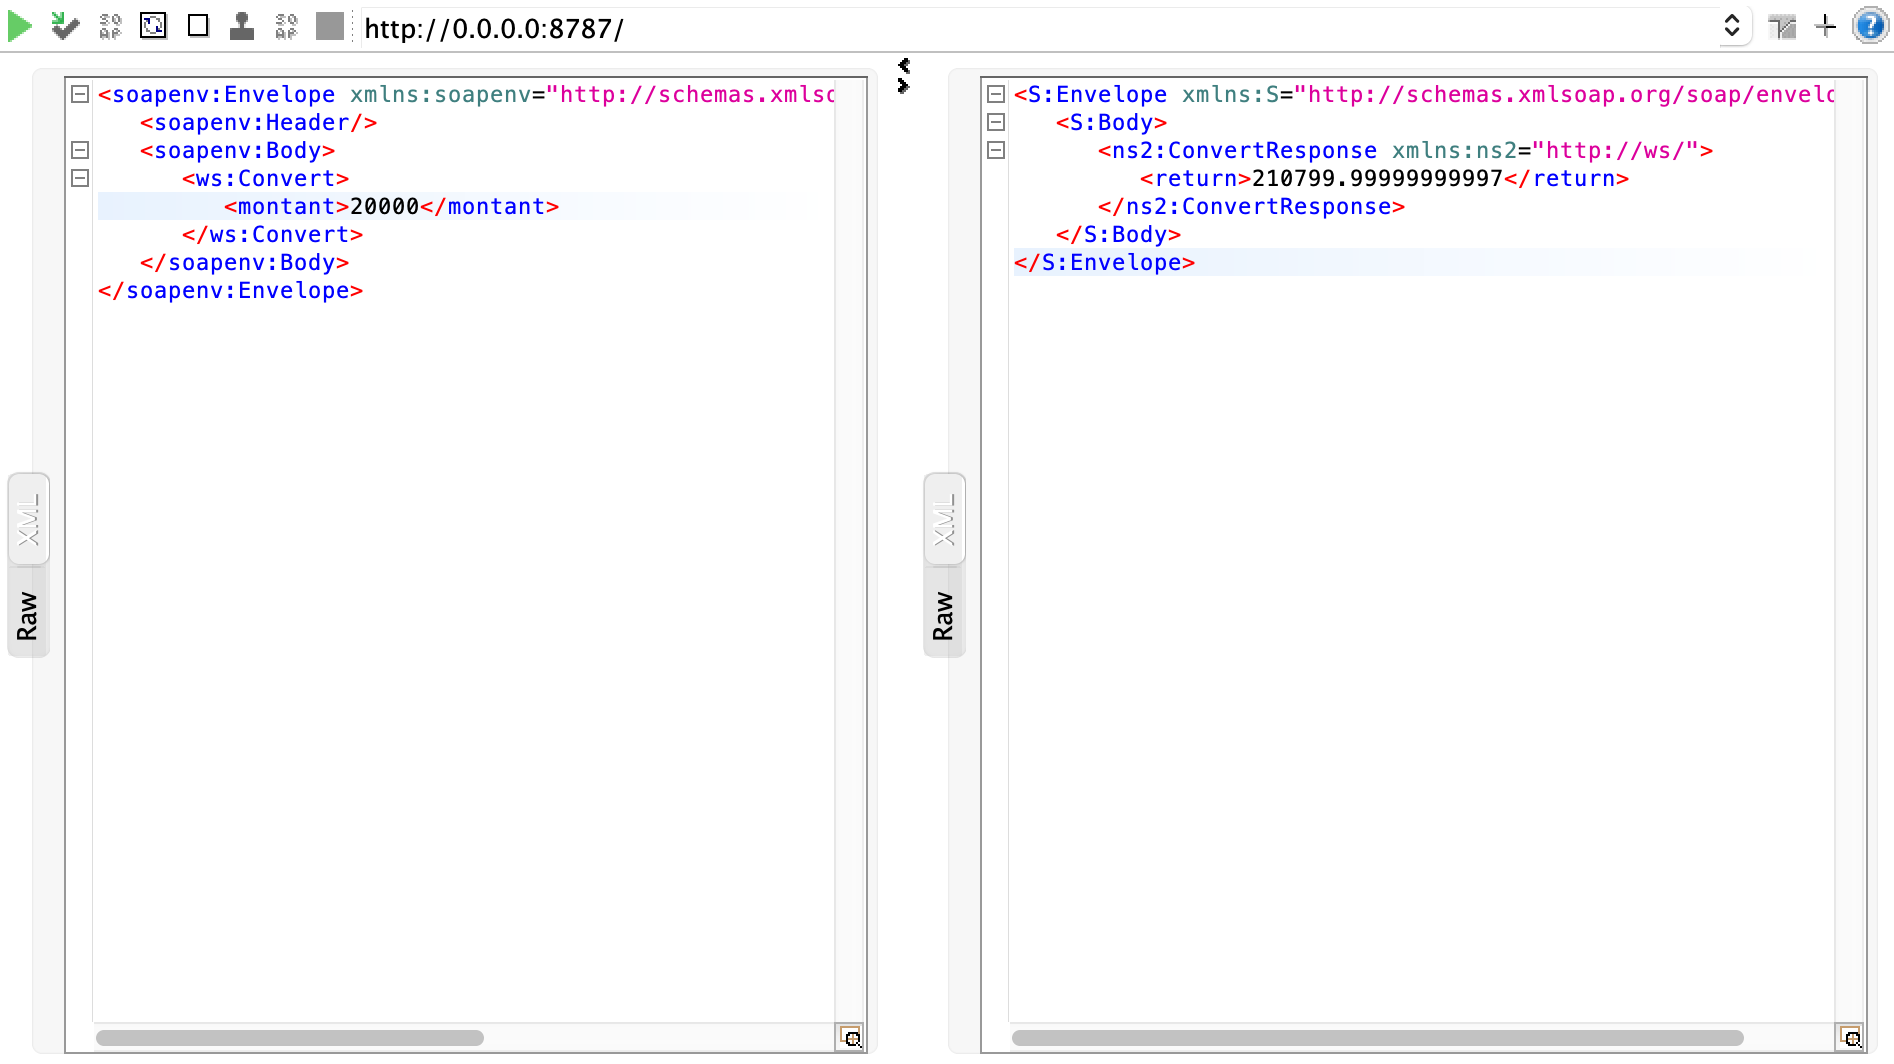 http://0.0.0.0:8787/
<soapenv:Envelope xmlns:soapenv="http://schemas.xmlso
<soapenv:Header/>
<soapenv:Body>
<ws:Convert>
<montant>20000</montant>
</ws:Convert>
</soapenv:Body>
</soapenv:Envelope>
XML
Raw
<S:Envelope xmlns:S="http://schemas.xmlsoap.org/soap/envelo
<S:Body>
<ns2:ConvertResponse xmlns:ns2="http://ws/">
<return>210799.99999999997</return>
</ns2:ConvertResponse>
</S:Body>
</S:Envelope>
XML
Raw